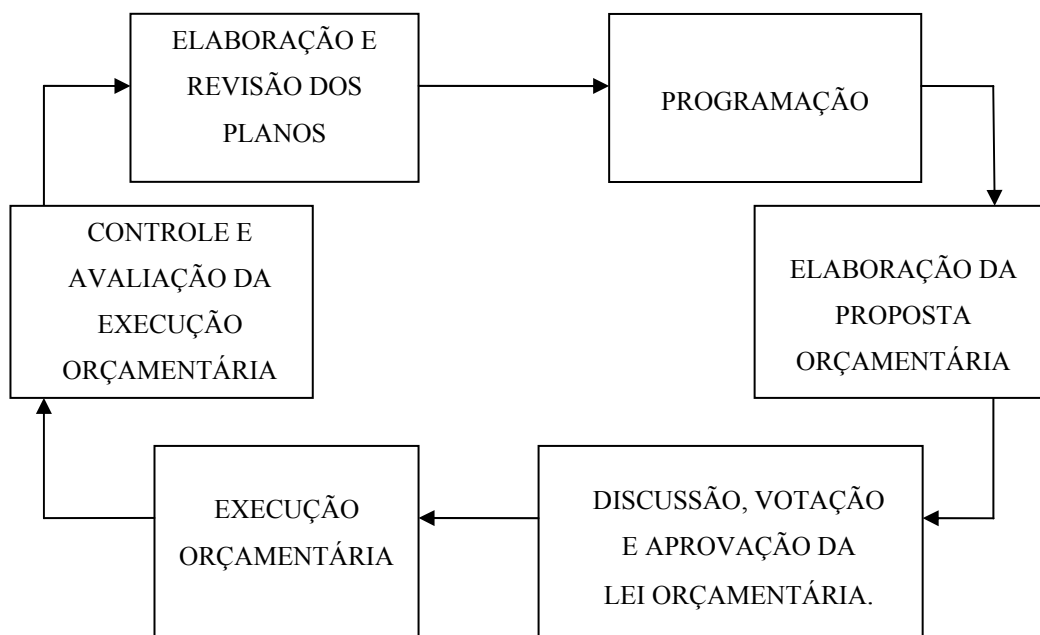 ELABORAÇÃO E
REVISÃO DOS
PLANOS
PROGRAMAÇÃO
ELABORAÇÃO DA
PROPOSTA
ORÇAMENTÁRIA
DISCUSSÃO, VOTAÇÃO
E APROVAÇÃO DA
LEI ORÇAMENTÁRIA.
EXECUÇÃO
ORÇAMENTÁRIA
CONTROLE E
AVALIAÇÃO DA
EXECUÇÃO
ORÇAMENTÁRIA